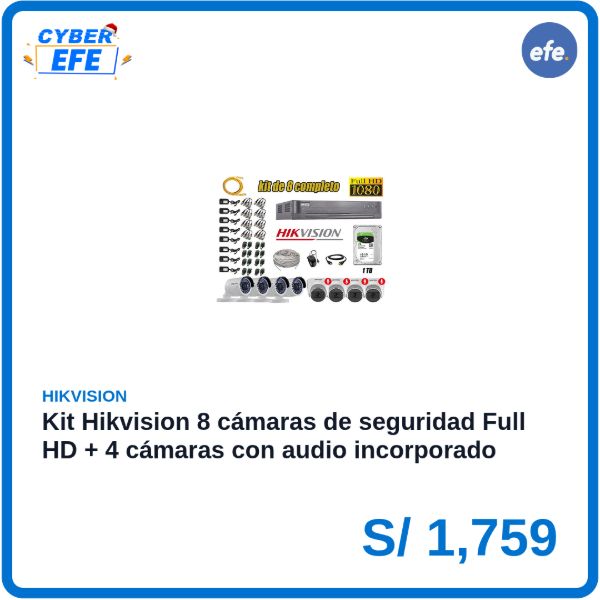 CYBER
EFE
efe.
kit de 8 completo
Full HD
1080
HIKVISION
1 TB
HIKVISION
Kit Hikvision 8 cámaras de seguridad Full
HD + 4 cámaras con audio incorporado
S/ 1,759